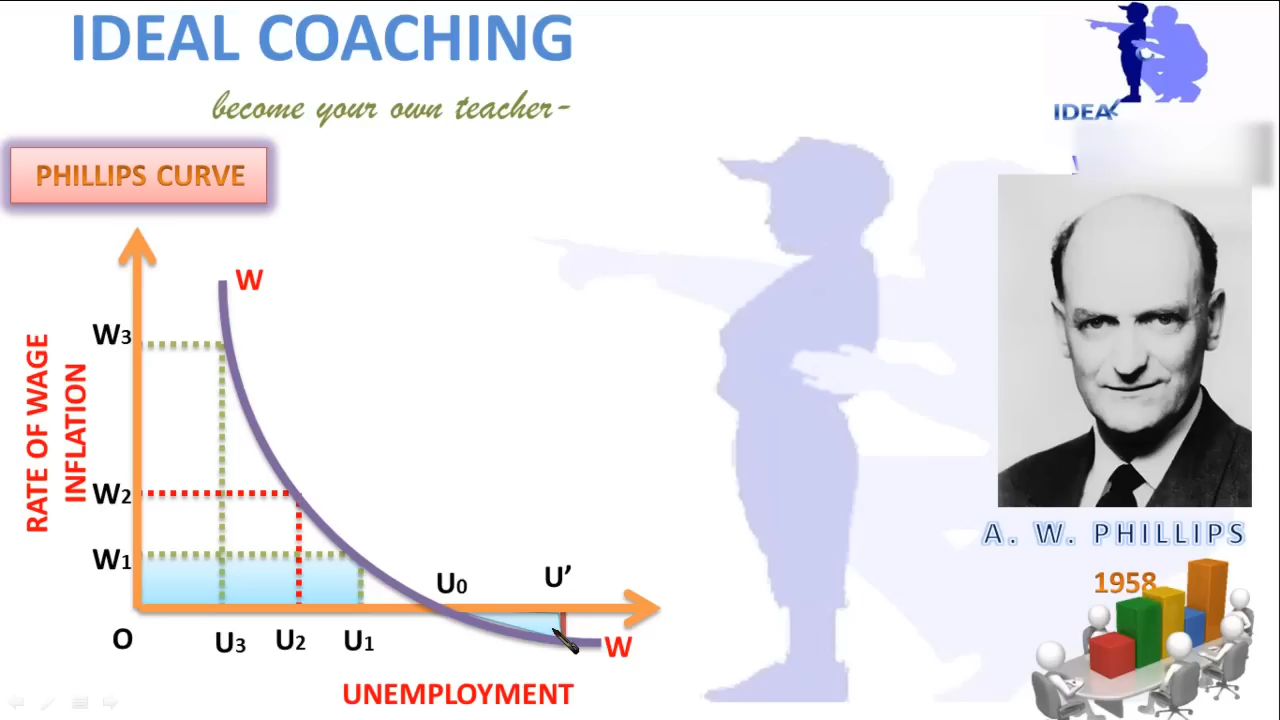 IDEAL COACHING
become your own teacher-
IDEA
PHILLIPS CURVE
W
W3
RATE OF WAGE
INFLATION
W2
W1
U0
U’
O
U3
U2
U1
W
UNEMPLOYMENT
A. W. PHILLIPS
1958